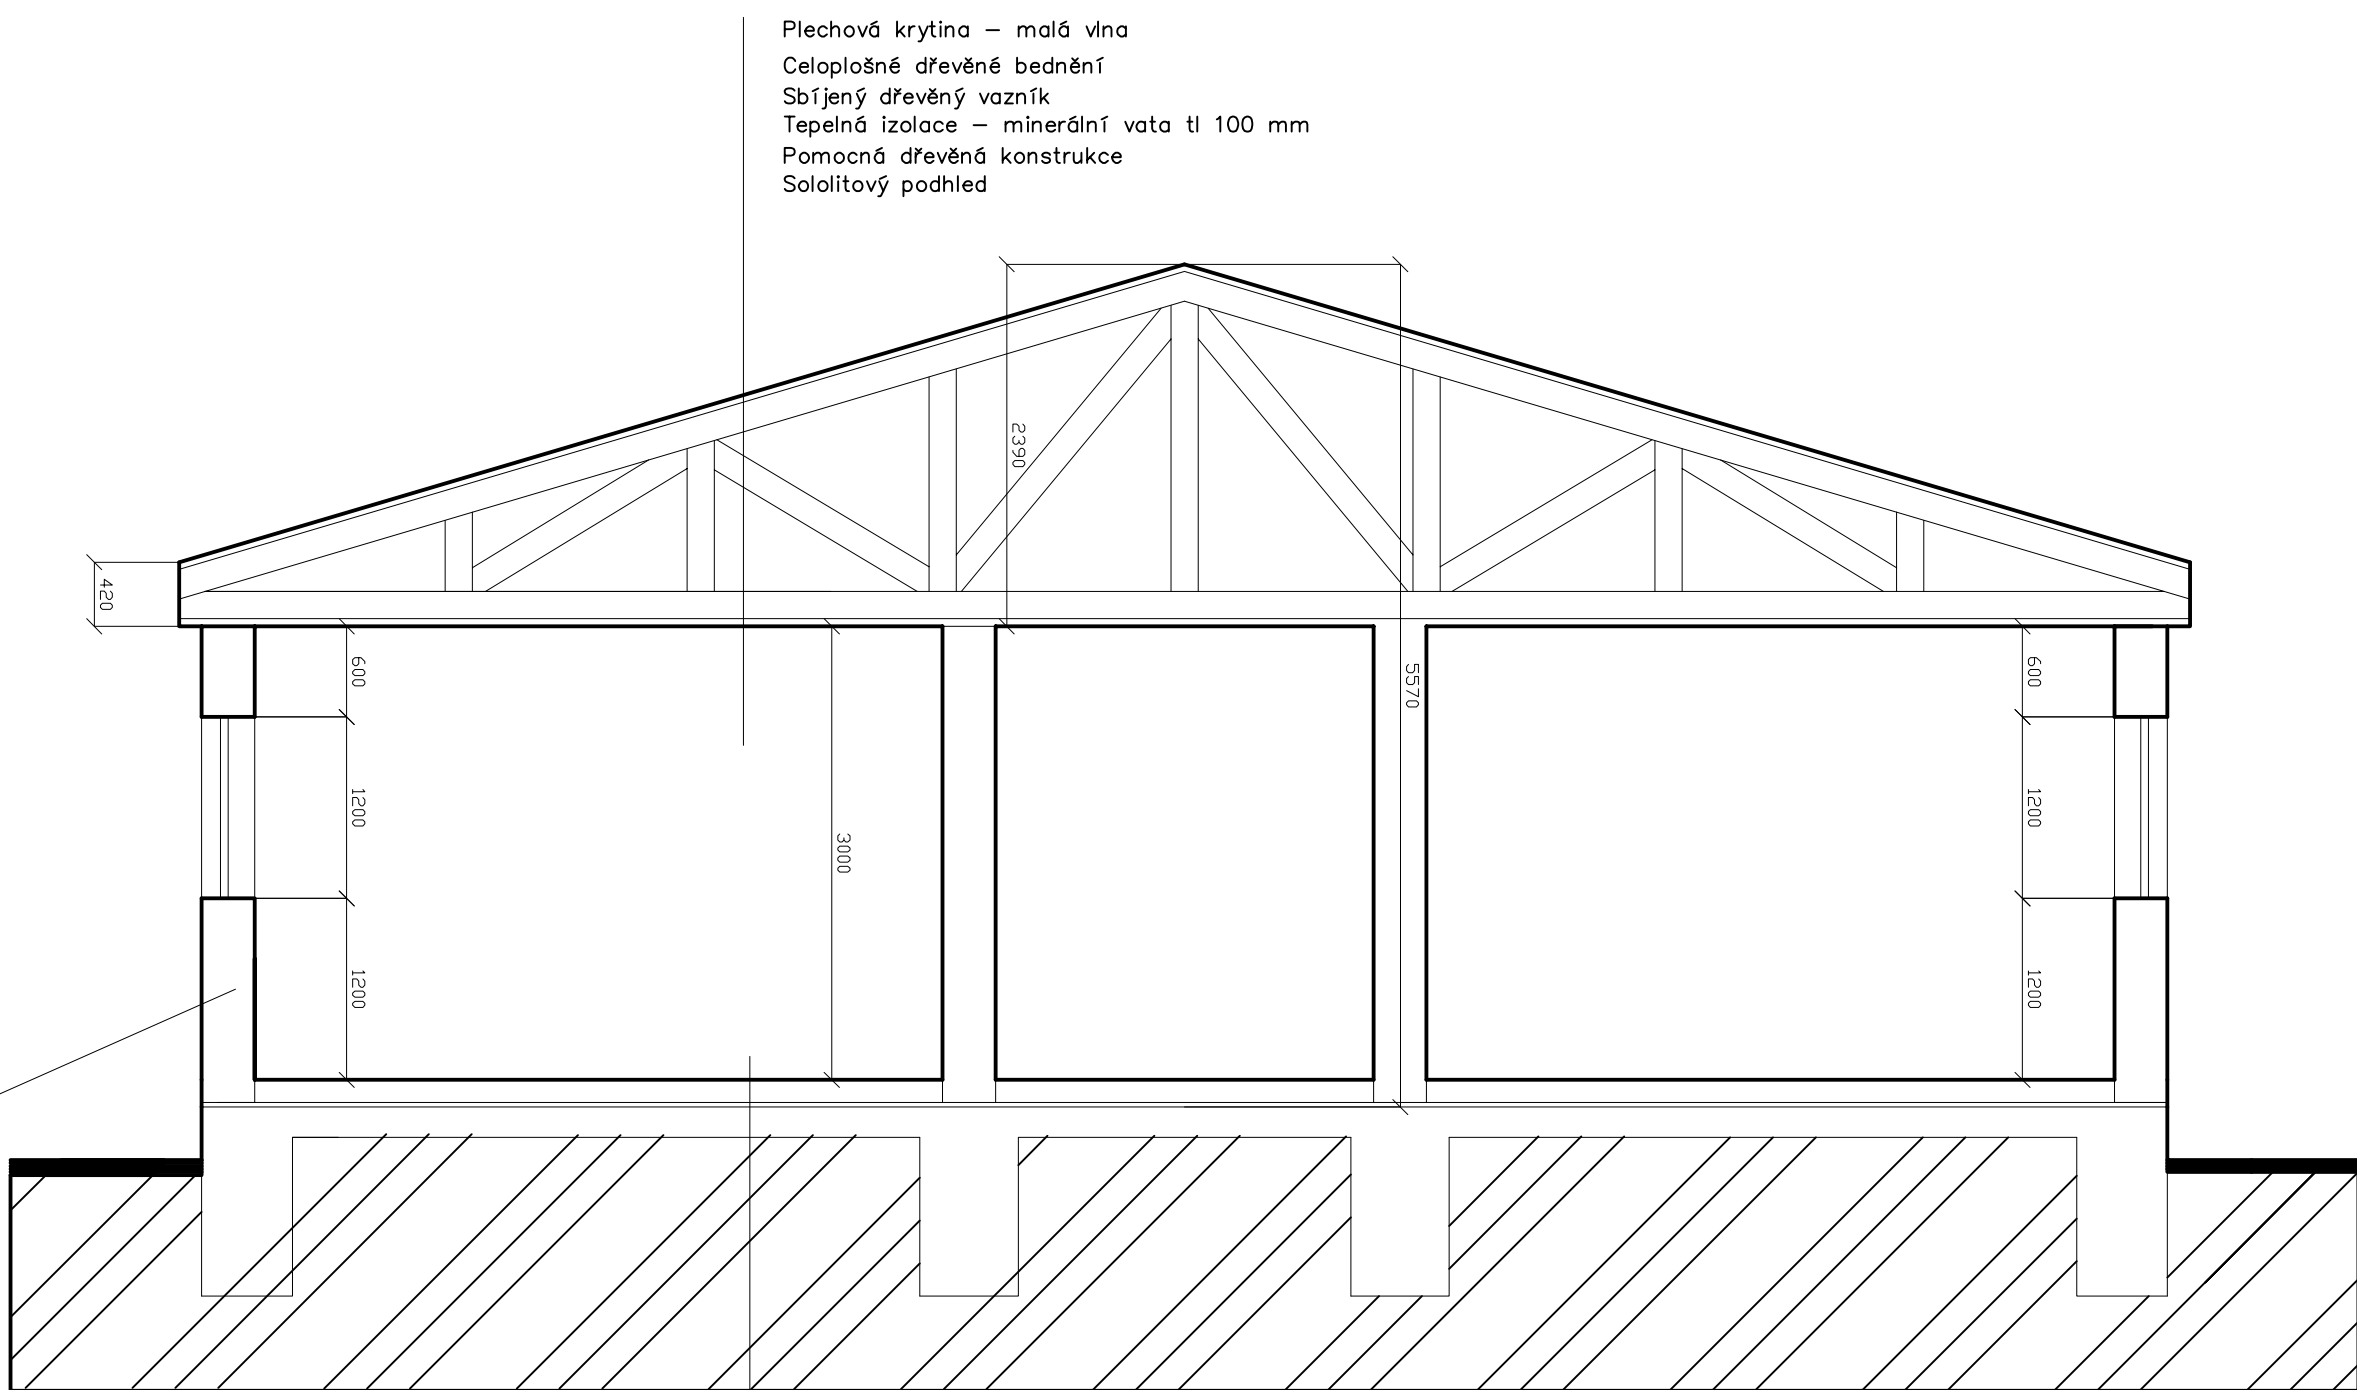 Plechová krytina – malá vlna
Celoplošné dřevěné bednění
Sbíjený dřevěný vazník
Tepelná izolace – minerální vata tl 100 mm
Pomocná dřevěná konstrukce
Sololitový podhled
2390
420
600
5570
600
1200
1200
3000
1200
1200